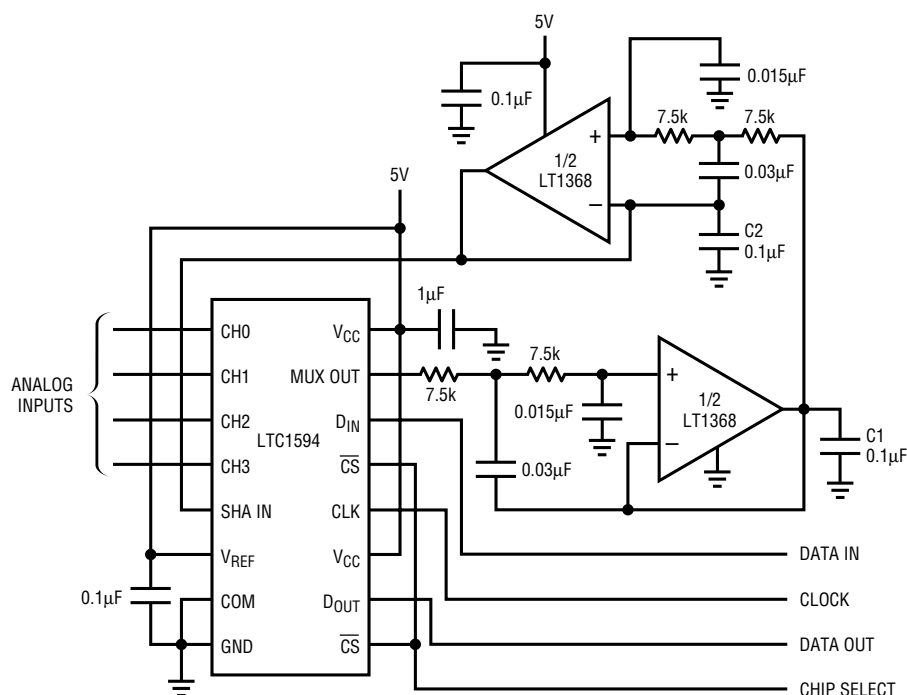 5V
0.015µF
0.1µF
7.5k
7.5k
+
1/2
LT1368
0.03µF
5V
–
C2
0.1µF
1µF
CH0
VCC
7.5k
ANALOG
INPUTS
CH1
MUX OUT
7.5k
+
1/2
LT1368
0.015µF
CH2
DIN
LTC1594
–
C1
0.1µF
CH3
CS
0.03µF
SHA IN
CLK
VREF
VCC
DATA IN
0.1µF
COM
DOUT
CLOCK
GND
CS
DATA OUT
CHIP SELECT